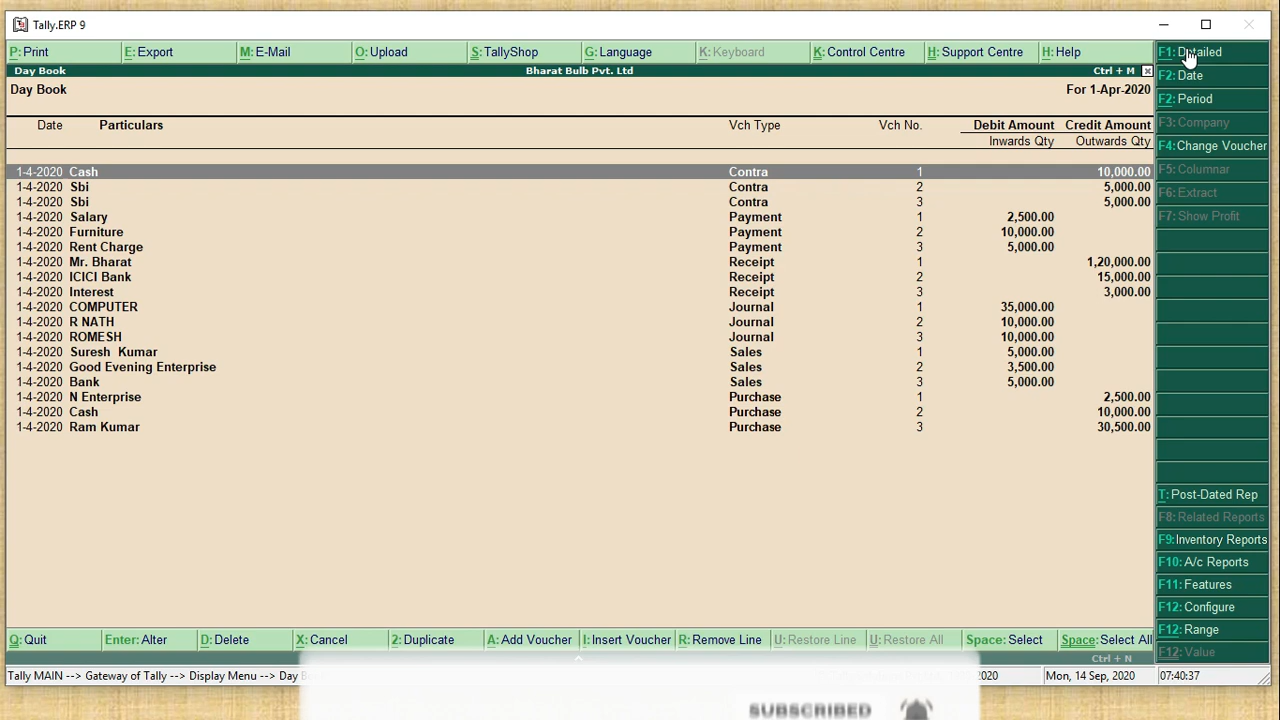 Tally.ERP 9
P: Print E: Export M: E-Mail O: Upload S: TallyShop G: Language K: Keyboard K: Control Centre H: Support Centre H: Help
Day Book Bharat Bulb Pvt. Ltd Ctrl + M
Day Book For 1-Apr-2020
Date Particulars Vch Type Vch No. Debit Amount Credit Amount
Inwards Qty Outwards Qty
1-4-2020 Cash Contra 1 10,000.00
1-4-2020 Sbi Contra 2 5,000.00
1-4-2020 Sbi Contra 3 5,000.00
1-4-2020 Salary Payment 1 2,500.00
1-4-2020 Furniture Payment 2 10,000.00
1-4-2020 Rent Charge Payment 3 5,000.00
1-4-2020 Mr. Bharat Receipt 1 1,20,000.00
1-4-2020 ICICI Bank Receipt 2 15,000.00
1-4-2020 Interest Receipt 3 3,000.00
1-4-2020 COMPUTER Journal 1 35,000.00
1-4-2020 R NATH Journal 2 10,000.00
1-4-2020 ROMESH Journal 3 10,000.00
1-4-2020 Suresh Kumar Sales 1 5,000.00
1-4-2020 Good Evening Enterprise Sales 2 3,500.00
1-4-2020 Bank Sales 3 5,000.00
1-4-2020 N Enterprise Purchase 1 2,500.00
1-4-2020 Cash Purchase 2 10,000.00
1-4-2020 Ram Kumar Purchase 3 30,500.00
F1: Detailed
F2: Date
F2: Period
F3: Company
F4: Change Voucher
F5: Columnar
F6: Extract
F7: Show Profit
T: Post-Dated Rep
F8: Related Reports
F9: Inventory Reports
F10: A/c Reports
F11: Features
F12: Configure
F12: Range
F12: Value
Q: Quit Enter: Alter D: Delete X: Cancel 2: Duplicate A: Add Voucher I: Insert Voucher R: Remove Line U: Restore Line U: Restore All Space: Select Space: Select All
Ctrl + N
Tally MAIN --> Gateway of Tally --> Display Menu --> Day 2020 Mon, 14 Sep, 2020 07:40:37
SUBSCRIBED